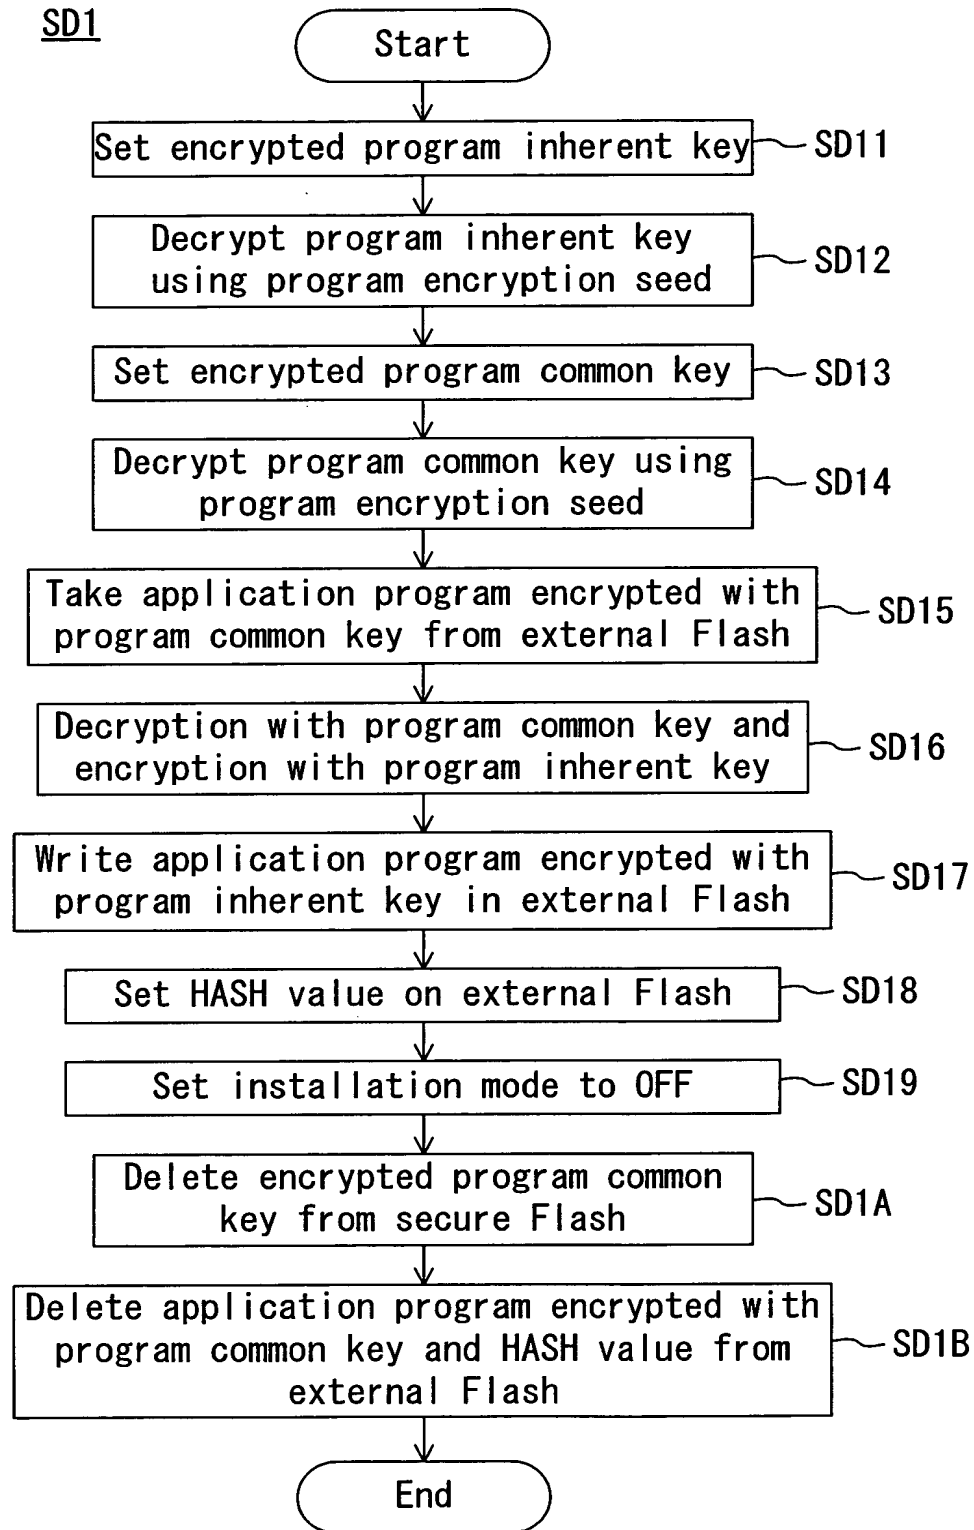 SD1
Start
Set encrypted program inherent key
SD11
Decrypt program inherent key
using program encryption seed
SD12
Set encrypted program common key
SD13
Decrypt program common key using
program encryption seed
SD14
Take application program encrypted with
program common key from external Flash
SD15
Decryption with program common key and
encryption with program inherent key
SD16
Write application program encrypted with
program inherent key in external Flash
SD17
Set HASH value on external Flash
SD18
Set installation mode to OFF
SD19
Delete encrypted program common
key from secure Flash
SD1A
Delete application program encrypted with
program common key and HASH value from
external Flash
SD1B
End